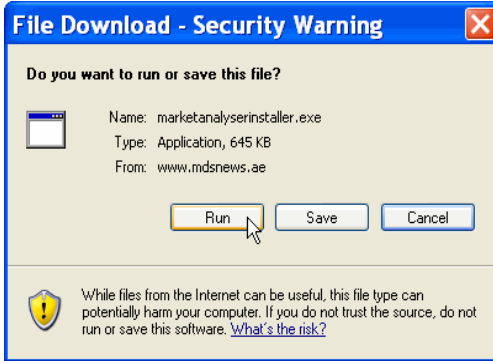 File Download - Security Warning
Do you want to run or save this file?
Name: marketanalyserinstaller.exe
Type: Application, 645 KB
From: www.mdsnews.ae
Run Save Cancel
While files from the Internet can be useful, this file type can
potentially harm your computer. If you do not trust the source, do not
run or save this software. What's the risk?